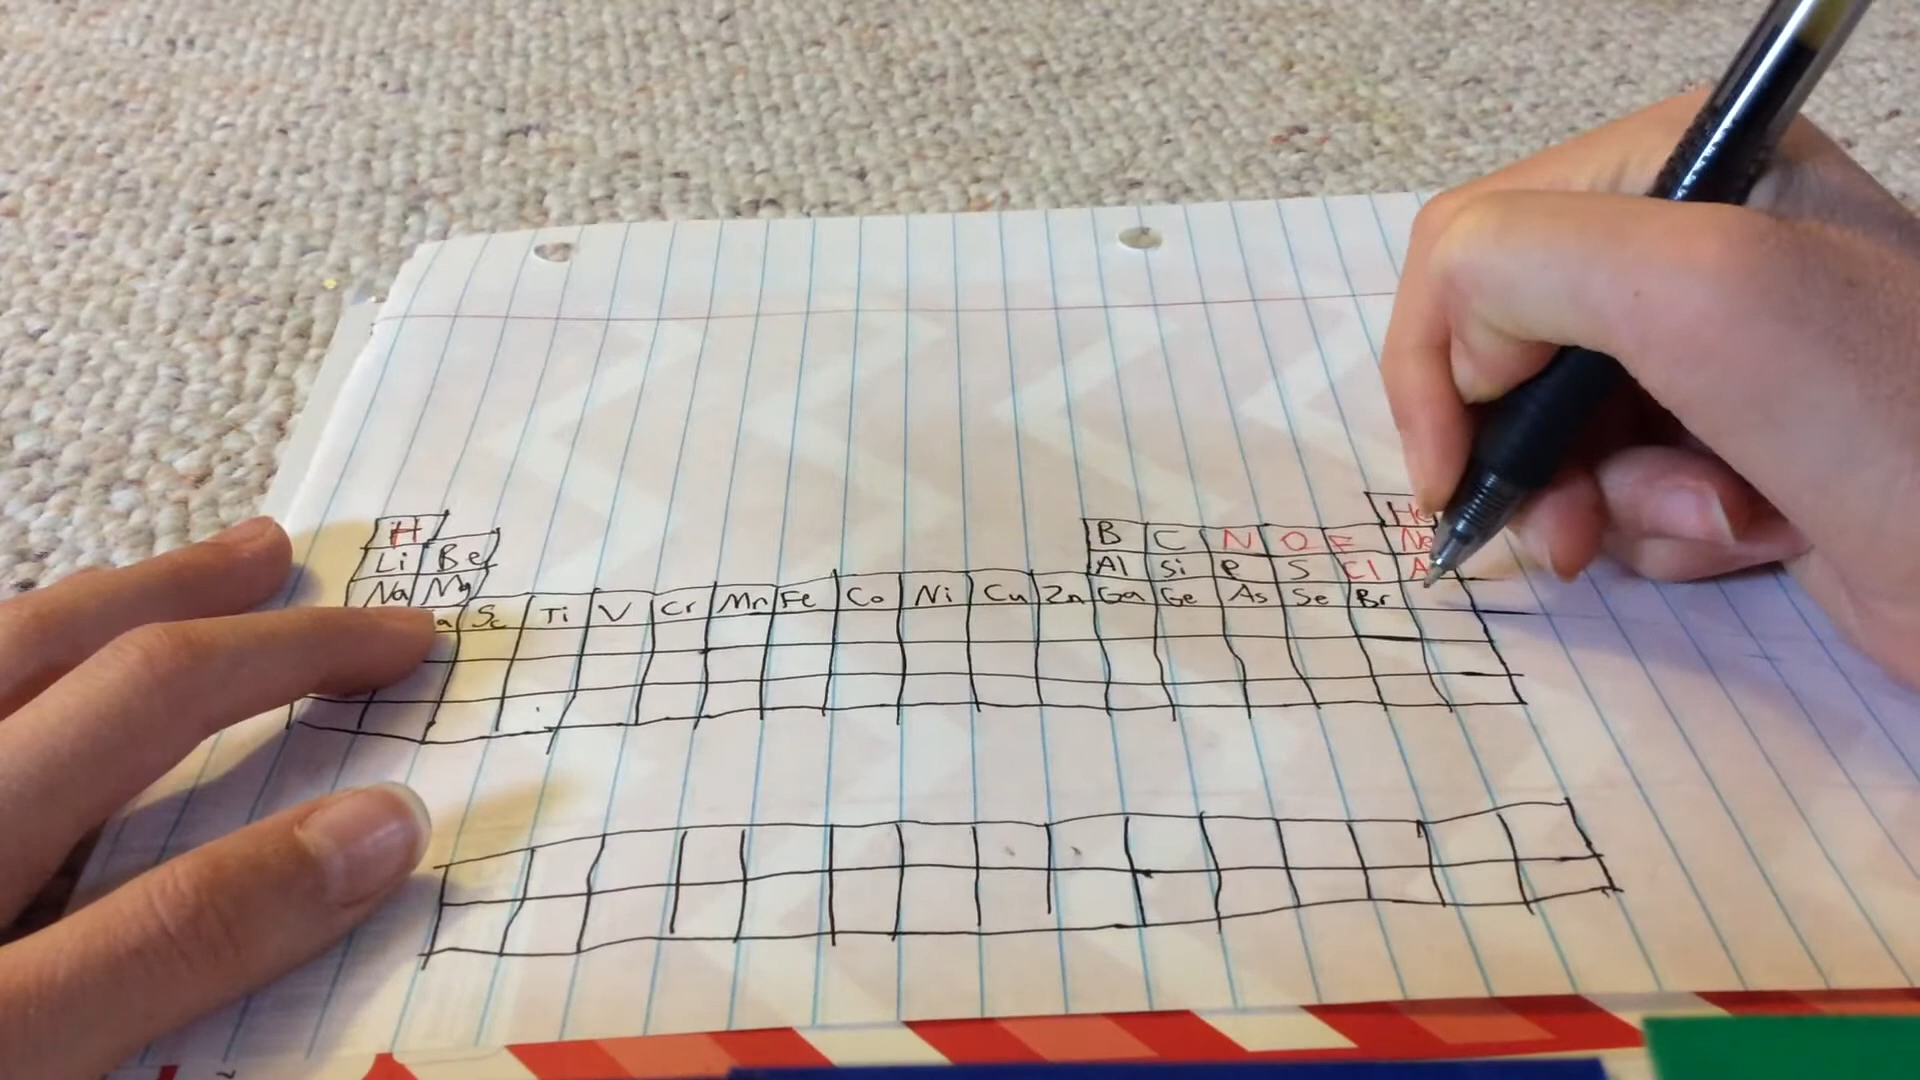 H He
Li Be B C N O F Ne
Na Mg Al Si P S Cl A
a Sc Ti V Cr Mn Fe Co Ni Cu Zn Ga Ge As Se Br